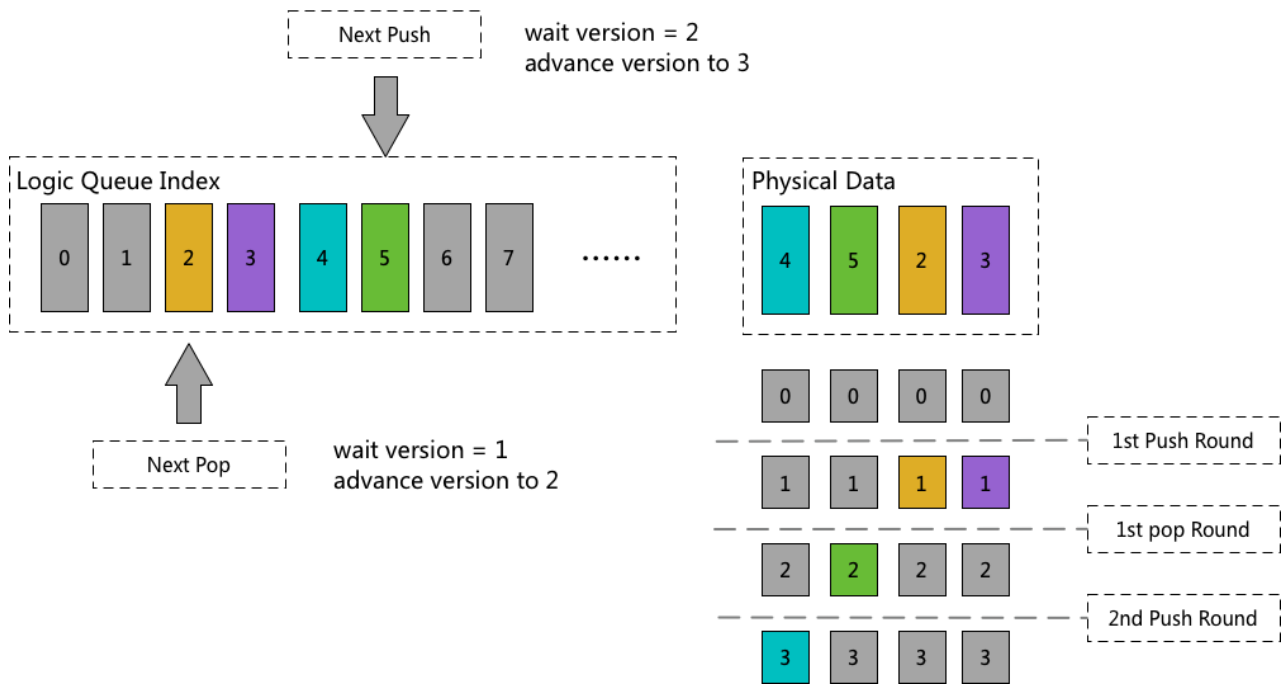 Next Push
wait version = 2
advance version to 3
Logic Queue Index
0 1 2 3 4 5 6 7 ......
Next Pop
wait version = 1
advance version to 2
Physical Data
4 5 2 3
0 0 0 0
1st Push Round
1 1 1 1
1st pop Round
2 2 2 2
2nd Push Round
3 3 3 3